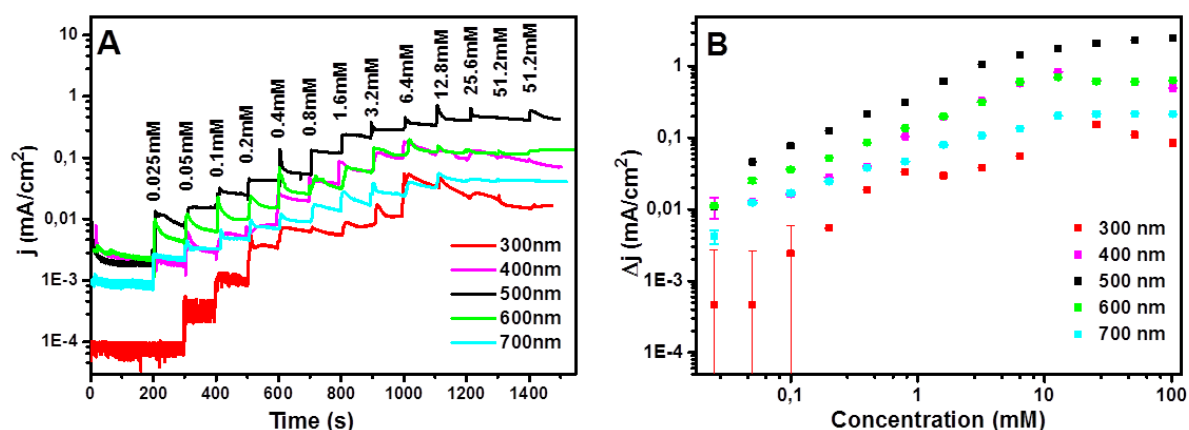 A
10
1
0,1
0,01
1E-3
1E-4
j (mA/cm²)
0.025mM
0.05mM
0.1mM
0.2mM
0.4mM
0.8mM
1.6mM
3.2mM
6.4mM
12.8mM
25.6mM
51.2mM
51.2mM
300nm
400nm
500nm
600nm
700nm
0 200 400 600 800 1000 1200 1400
Time (s)
B
1
0,1
0,01
1E-3
1E-4
Δj (mA/cm²)
300 nm
400 nm
500 nm
600 nm
700 nm
0,1 1 10 100
Concentration (mM)